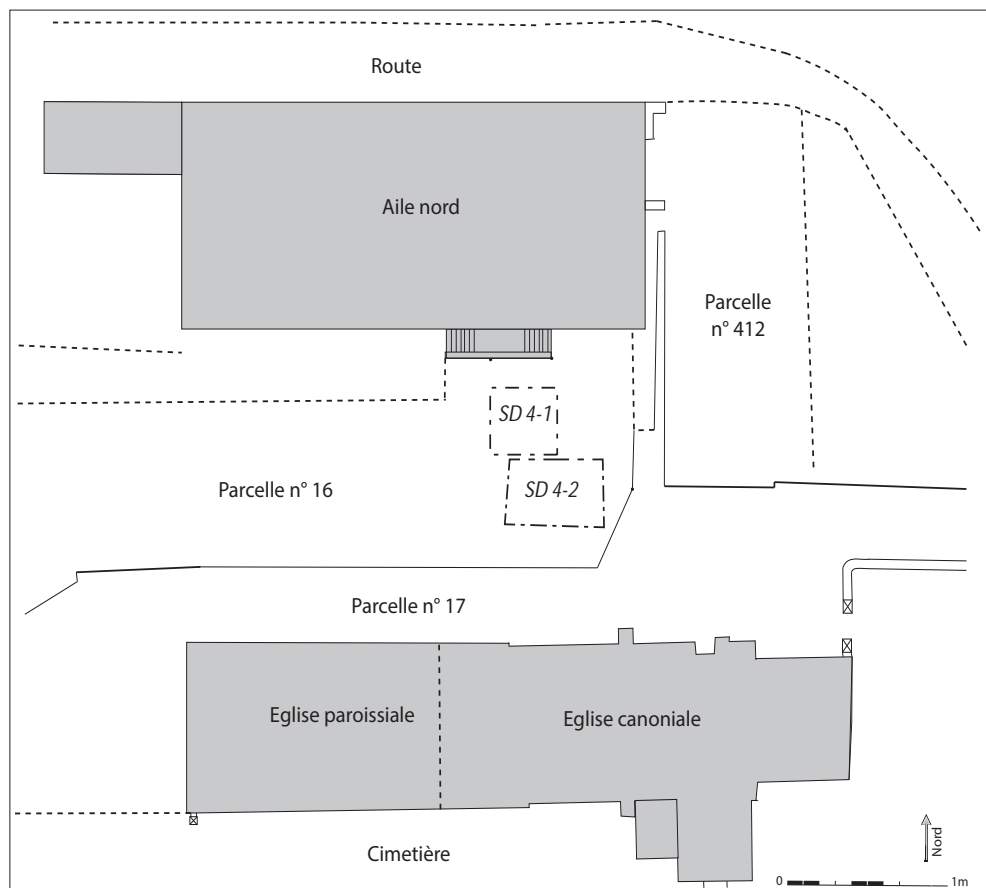 Route
Aile nord
Parcelle
n° 412
SD 4-1
SD 4-2
Parcelle n° 16
Parcelle n° 17
Eglise paroissiale
Eglise canoniale
Cimetière
Nord
0 1m